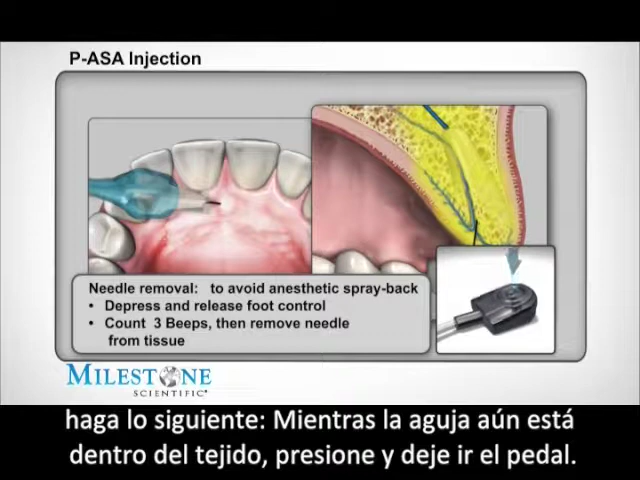 P-ASA Injection
Needle removal: to avoid anesthetic spray-back
• Depress and release foot control
• Count 3 Beeps, then remove needle
from tissue
MILESTONE
SCIENTIFIC
haga lo siguiente: Mientras la aguja aún está
dentro del tejido, presione y deje ir el pedal.